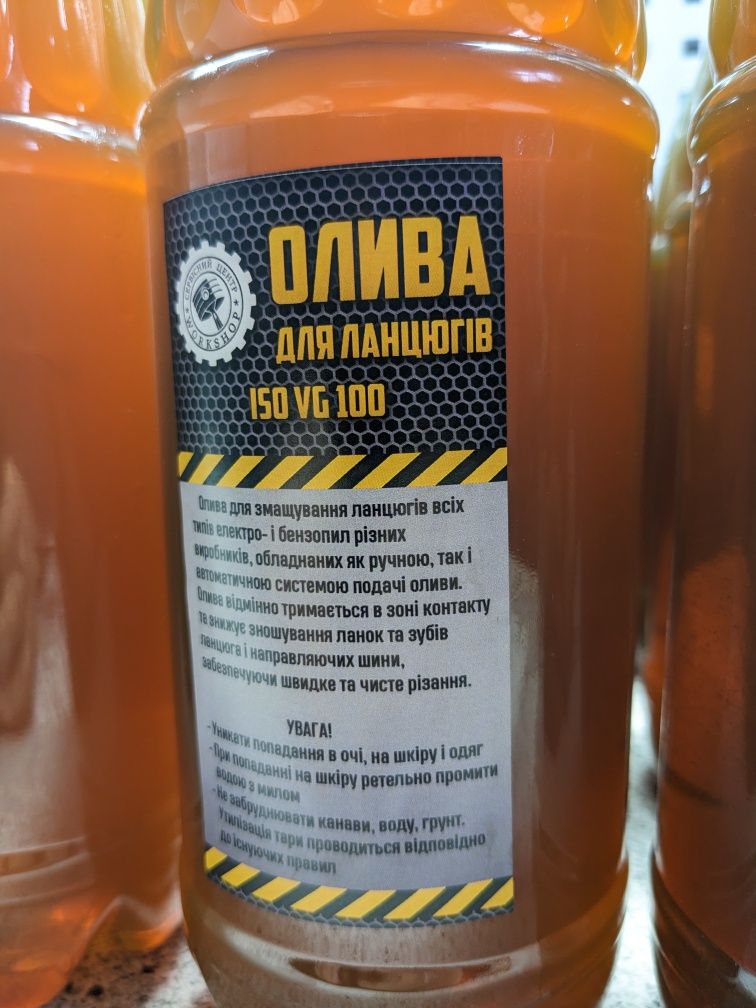 СЕРВІСНИЙ ЦЕНТР
WORKSHOP
ОЛИВА
ДЛЯ ЛАНЦЮГІВ
ISO VG 100
Олива для змащування ланцюгів всіх
типів електро- і бензопил різних
виробників, обладнаних як ручною, так і
автоматичною системою подачі оливи.
Олива відмінно тримається в зоні контакту
та знижує зношування ланок та зубів
ланцюга і направляючих шини,
забезпечуючи швидке та чисте різання.
УВАГА!
-Уникати попадання в очі, на шкіру і одяг
-При попаданні на шкіру ретельно промити
водою з милом
-Не забруднювати канави, воду, грунт.
Утилізація тари проводиться відповідно
до існуючих правил